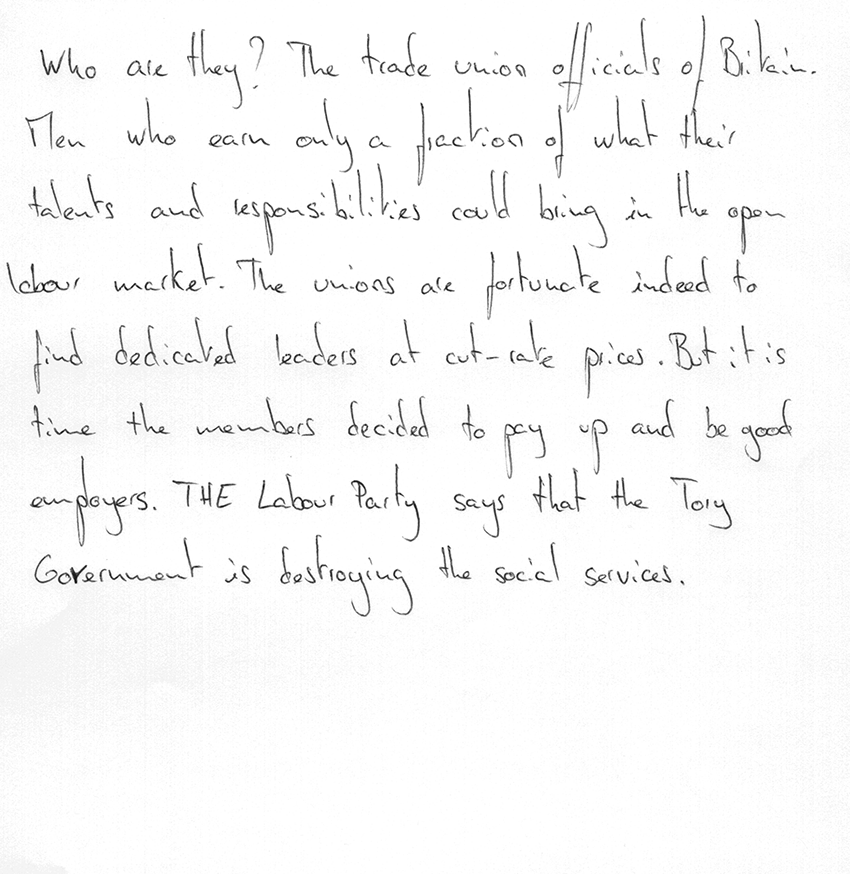 Who are they? The trade union officials of Britain.
Men who earn only a fraction of what their
talents and responsibilities could bring in the open
labour market. The unions are fortunate indeed to
find dedicated leaders at cut-rate prices. But it is
time the members decided to pay up and be good
employers. THE Labour Party says that the Tory
Government is destroying the social services.